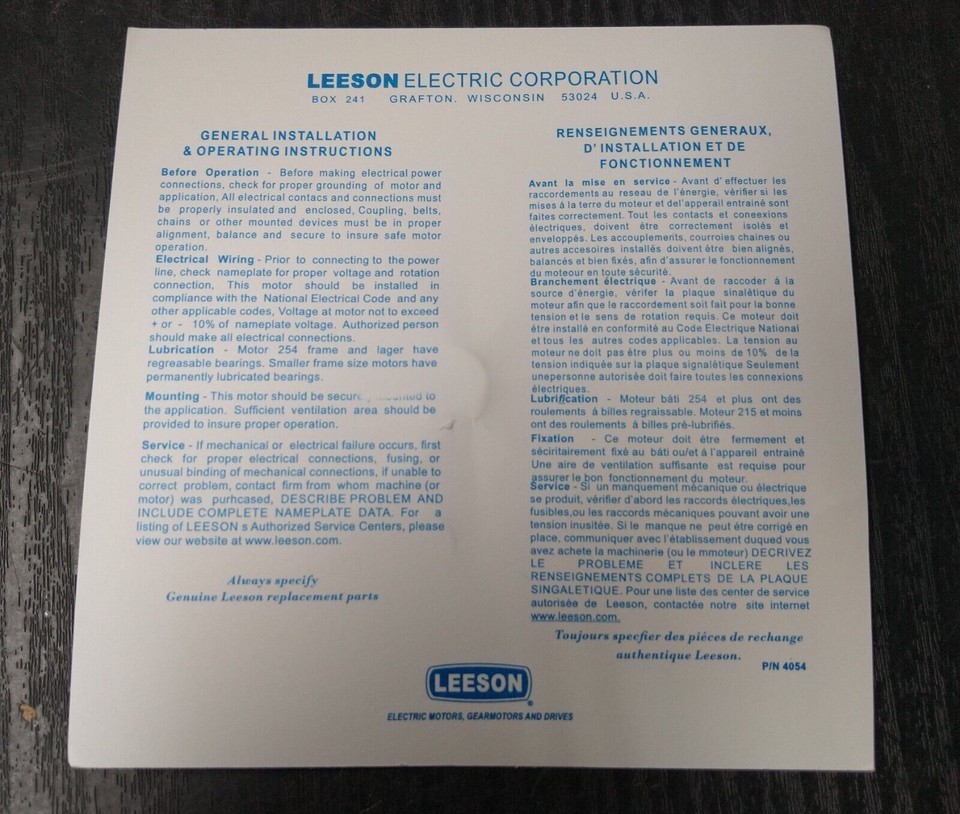 LEESON ELECTRIC CORPORATION
BOX 241 GRAFTON. WISCONSIN 53024 U.S.A.
GENERAL INSTALLATION
& OPERATING INSTRUCTIONS
Before Operation - Before making electrical power
connections, check for proper grounding of motor and
application, All electrical contacs and connections must
be properly insulated and enclosed, Coupling, belts,
chains or other mounted devices must be in proper
alignment, balance and secure to insure safe motor
operation.
Electrical Wiring - Prior to connecting to the power
line, check nameplate for proper voltage and rotation
connection, This motor should be installed in
compliance with the National Electrical Code and any
other applicable codes, Voltage at motor not to exceed
+ or - 10% of nameplate voltage. Authorized person
should make all electrical connections.
Lubrication - Motor 254 frame and lager have
regreasable bearings. Smaller frame size motors have
permanently lubricated bearings.
Mounting - This motor should be to
the application. Sufficient ventilation area should be
provided to insure proper operation.
Service - If mechanical or electrical failure occurs, first
check for proper electrical connections, fusing, or
unusual binding of mechanical connections, if unable to
correct problem, contact firm from whom machine (or
motor) was purhcased, DESCRIBE PROBLEM AND
INCLUDE COMPLETE NAMEPLATE DATA. For a
listing of LEESON s Authorized Service Centers, please
view our website at www.leeson.com.
Always specify
Genuine Leeson replacement parts
RENSEIGNEMENTS GENERAUX,
D' INSTALLATION ET DE
FONCTIONNEMENT
Avant la mise en service - Avant d' effectuer les
raccordements au reseau de l'énergie, vérifier si les
mises à la terre du moteur et del'apperail entrainé sont
faites correctement. Tout les contacts et coneexions
électriques, doivent être correctement isolés et
enveloppés. Les accouplements, courroies chaines ou
autres accesoires installés doivent être bien alignés,
balancés et bien fixés, afin d'assurer le fonctionnement
du moteur en toute sécurité.
Branchement électrique - Avant de raccoder á la
source d'énergie, vérifer la plaque sinalétique du
moteur afin que le raccordement soit fait pour la bonne
tention et le sens de rotation requis. Ce moteur doit
être installé en conformité au Code Electrique National
et tous les autres codes applicables. La tension au
moteur ne doit pas étre plus ou moins de 10% de la
tension indiquée sur la plaque signalétique Seulement
unepersonne autorisée doit faire toutes les connexions
électriques.
Lubrification - Moteur bâti 254 et plus ont des
roulements á billes regraissable. Moteur 215 et moins
ont des roulements á billes pré-lubrifiés.
Fixation - Ce moteur doit être fermement et
séciritairement fixé au báti ou/et á l'appareil entrainé
Une aire de ventilation suffisante est requise pour
assurer le bon fonctionnement du moteur.
Service - Si un manquement mécanique ou électrique
se produit, vérifier d'abord les raccords électriques,les
fusibles,ou les raccords mécaniques pouvant avoir une
tension inusitée. Si le manque ne peut être corrigé en
place, communiquer avec l'établissement duqued vous
avez achete la machinerie (ou le mmoteur) DECRIVEZ
LE PROBLEME ET INCLERE LES
RENSEIGNEMENTS COMPLETS DE LA PLAQUE
SINGALETIQUE. Pour une liste des center de service
autorisée de Leeson, contactée notre site internet
www.leeson.com.
Toujours specfier des piéces de rechange
authentique Leeson.
P/N 4054
LEESON
ELECTRIC MOTORS, GEARMOTORS AND DRIVES